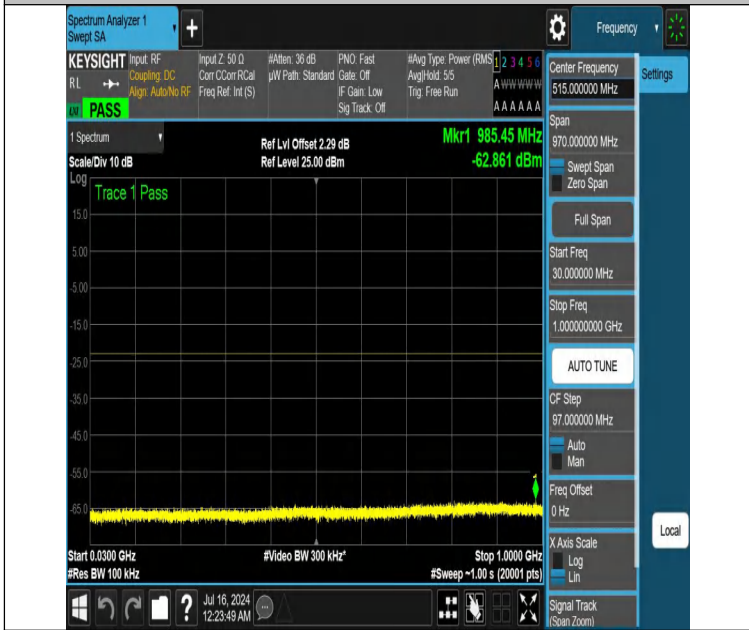 Spectrum Analyzer 1
Swept SA
+
Frequency
KEYSIGHT
RL
PASS
Input: RF
Coupling: DC
Align: Auto/No RF
Input Z: 50 Ω
Corr CCorr RCal
Freq Ref: Int (S)
#Atten: 36 dB
µW Path: Standard
PNO: Fast
Gate: Off
IF Gain: Low
Sig Track: Off
#Avg Type: Power (RMS
Avg|Hold: 5/5
Trig: Free Run
1 2 3 4 5 6
A W W W W W
A A A A A A
1 Spectrum
Scale/Div 10 dB
Ref Lvl Offset 2.29 dB
Ref Level 25.00 dBm
Mkr1 985.45 MHz
-62.861 dBm
Log
Trace 1 Pass
15.0
5.00
-5.00
-15.0
-25.0
-35.0
-45.0
-55.0
-65.0
1
Start 0.0300 GHz
#Res BW 100 kHz
#Video BW 300 kHz*
Stop 1.0000 GHz
#Sweep ~1.00 s (20001 pts)
Center Frequency
515.000000 MHz
Settings
Span
970.000000 MHz
Swept Span
Zero Span
Full Span
Start Freq
30.000000 MHz
Stop Freq
1.000000000 GHz
AUTO TUNE
CF Step
97.000000 MHz
Auto
Man
Freq Offset
0 Hz
Local
X Axis Scale
Log
Lin
Signal Track
(Span Zoom)
?
Jul 16, 2024
12:23:49 AM